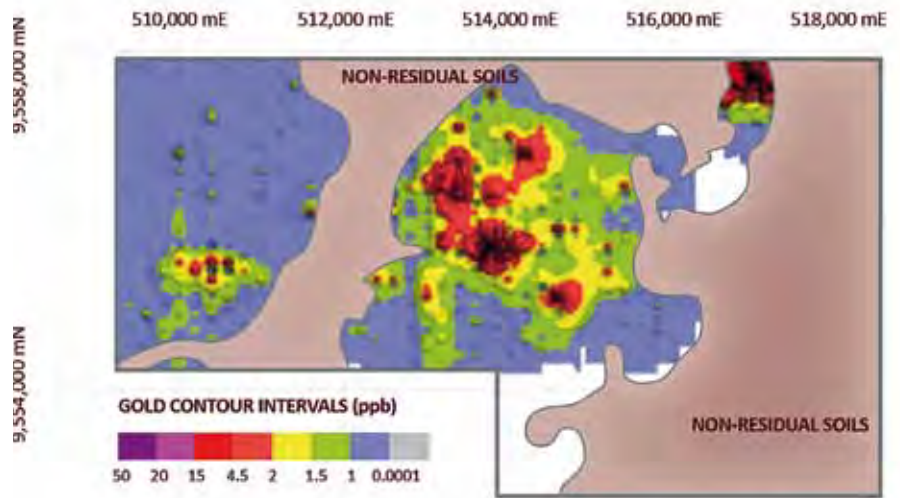 510,000 mE 512,000 mE 514,000 mE 516,000 mE 518,000 mE
9,558,000 mN
NON-RESIDUAL SOILS
9,554,000 mN
GOLD CONTOUR INTERVALS (ppb)
NON-RESIDUAL SOILS
50 20 15 4.5 2 1.5 1 0.0001